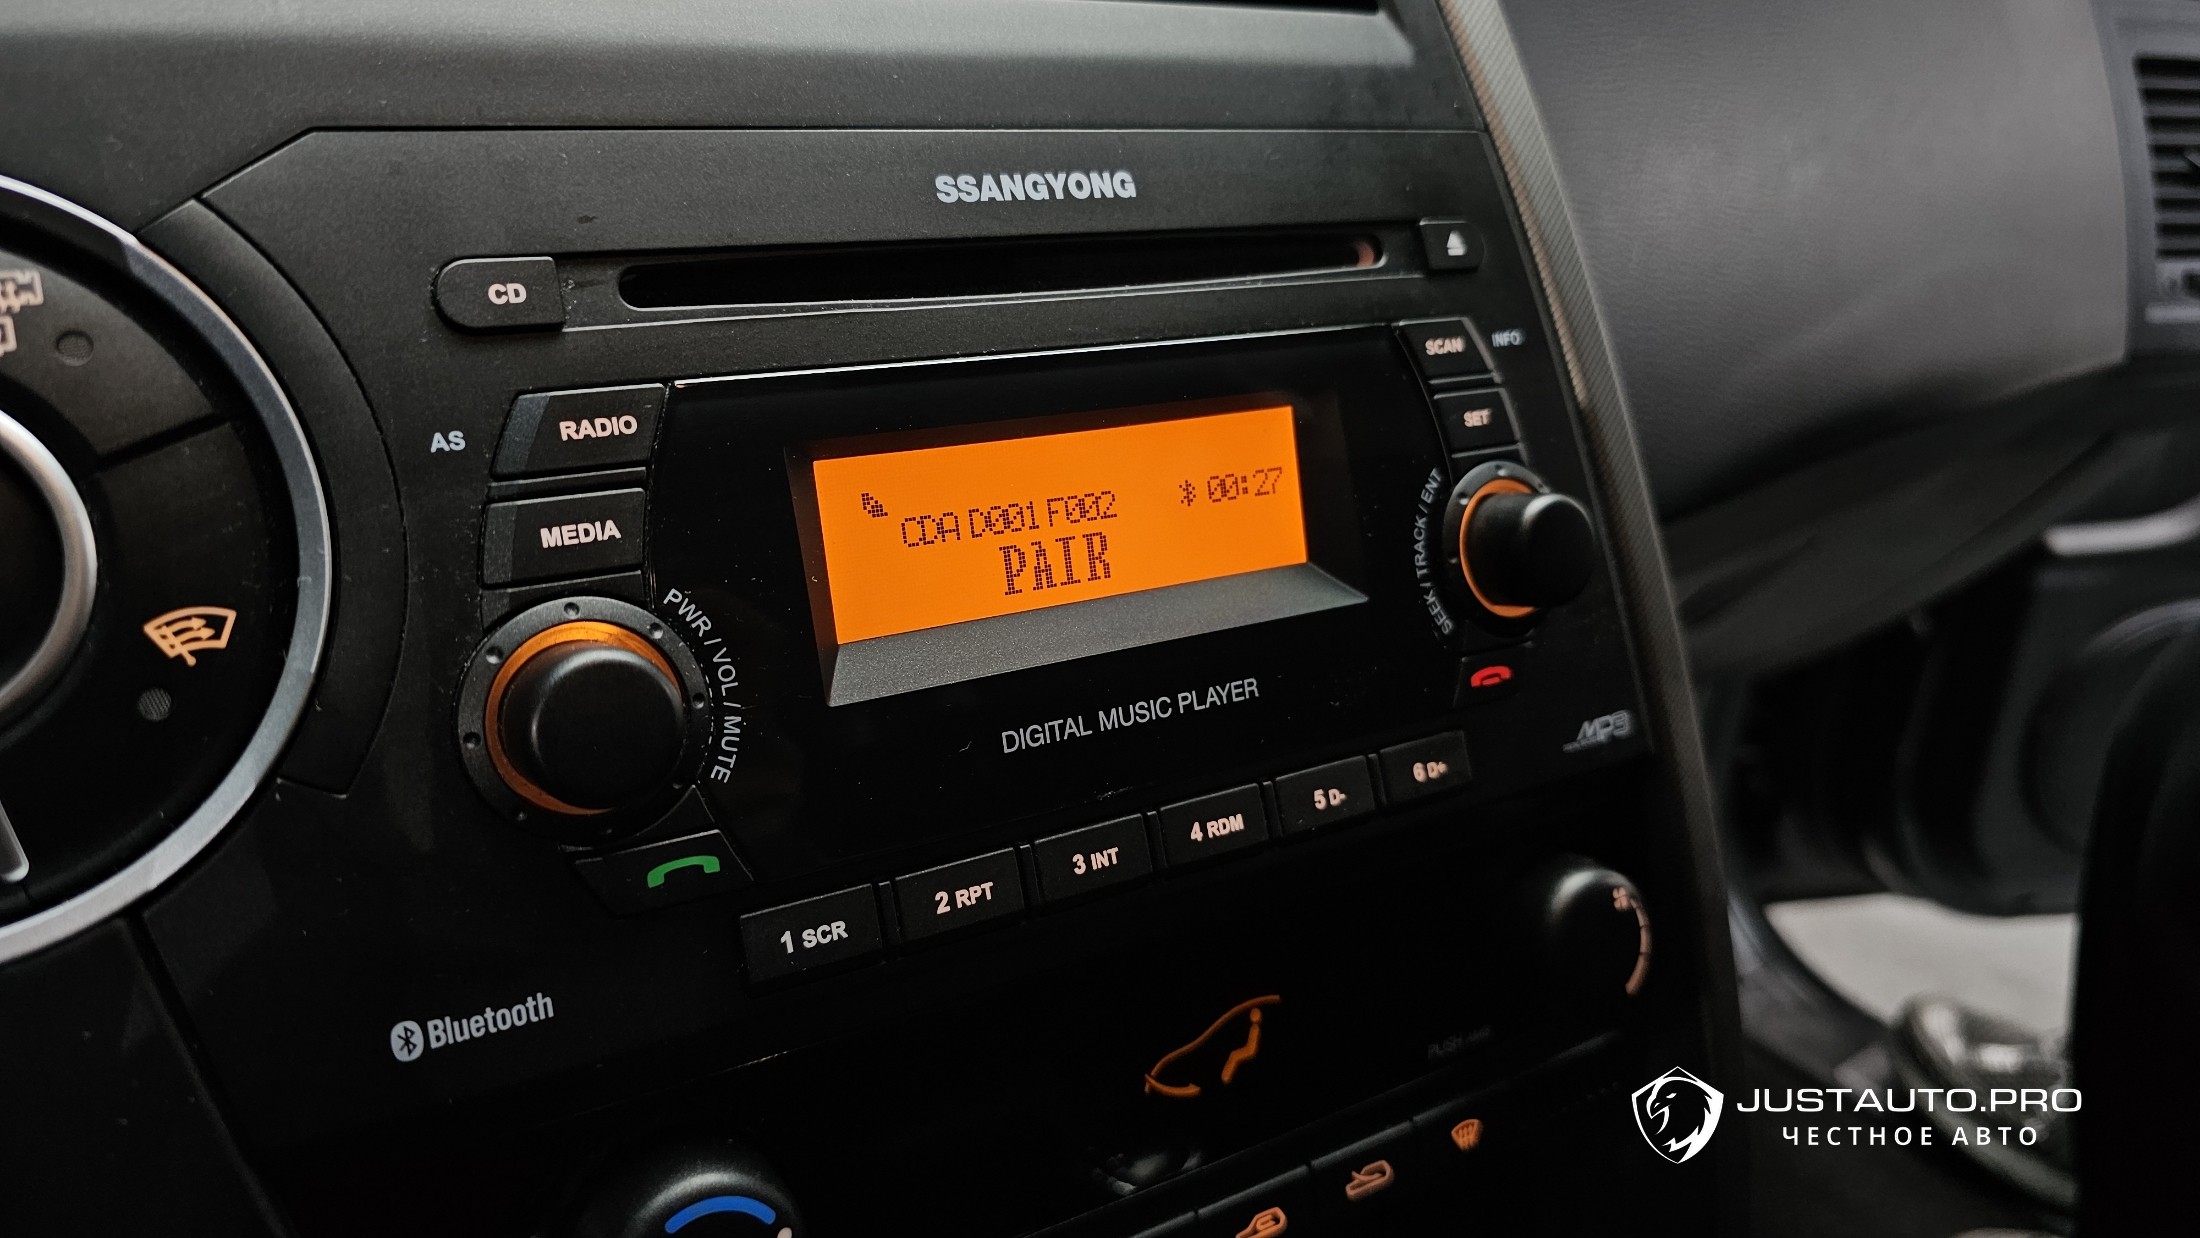 SSANGYONG
CD
SCAN INFO
AS RADIO
SET
MEDIA
00:27
CDA D001 F002
PAIR
PWR / VOL / MUTE
SEEK / TRACK / ENT
DIGITAL MUSIC PLAYER
MP3
1 SCR
2 RPT
3 INT
4 RDM
5 D-
6 D+
Bluetooth
JUSTAUTO.PRO
ЧЕСТНОЕ АВТО